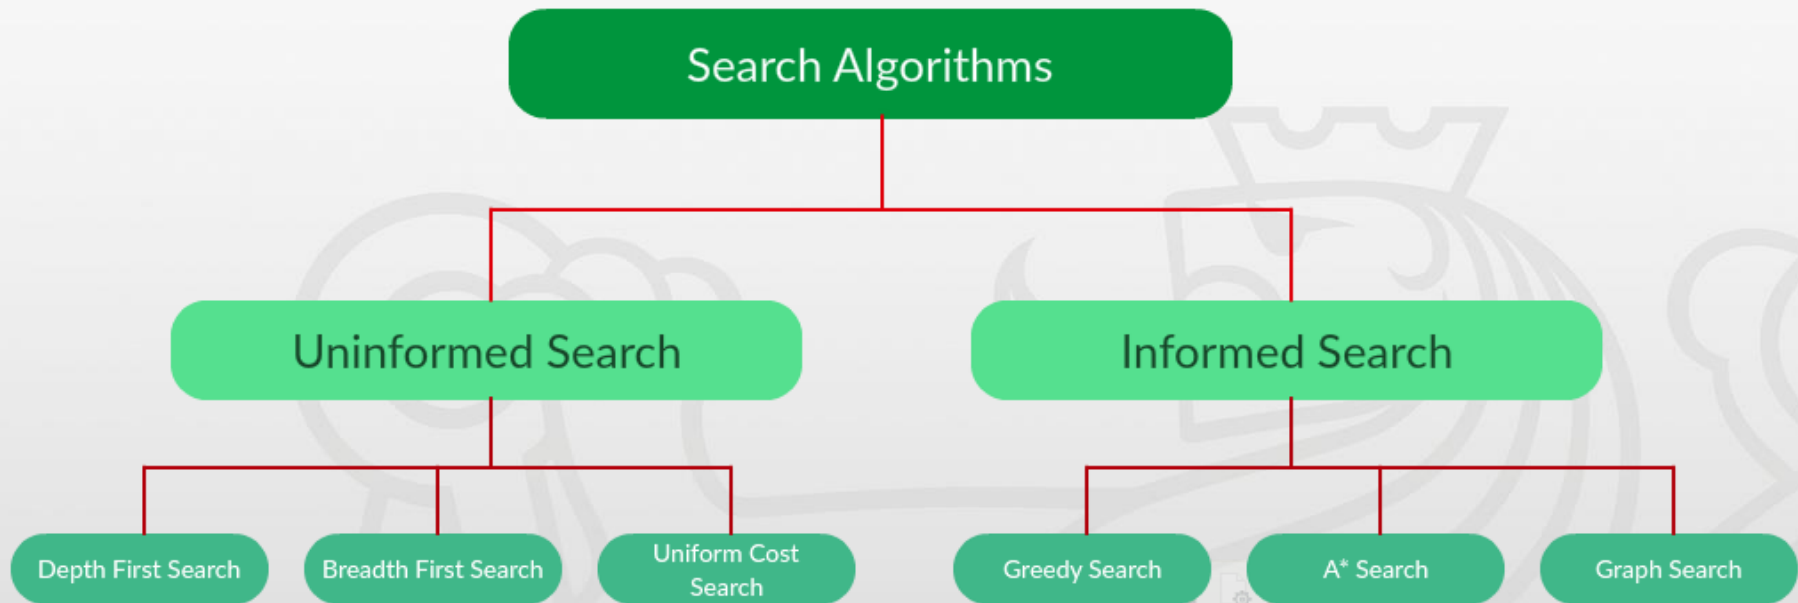 Search Algorithms
Uninformed Search
Informed Search
Depth First Search
Breadth First Search
Uniform Cost
Search
Greedy Search
A* Search
Graph Search